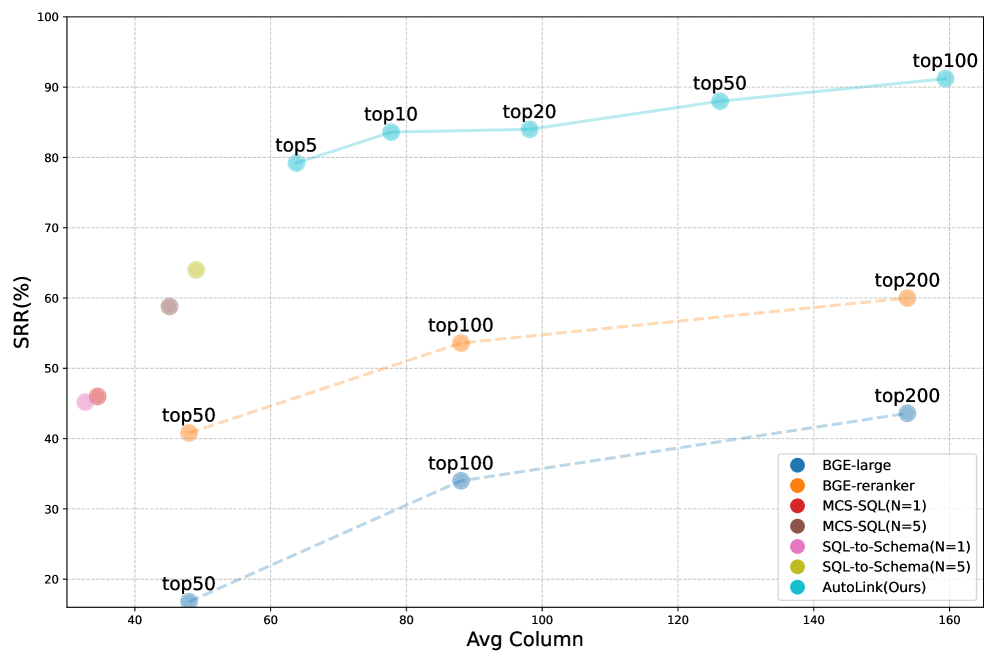 100
90
80
70
60
50
40
30
20
SRR(%)
top5
top10
top20
top50
top100
top50
top100
top200
top50
top100
top200
BGE-large
BGE-reranker
MCS-SQL(N=1)
MCS-SQL(N=5)
SQL-to-Schema(N=1)
SQL-to-Schema(N=5)
AutoLink(Ours)
40 60 80 100 120 140 160
Avg Column